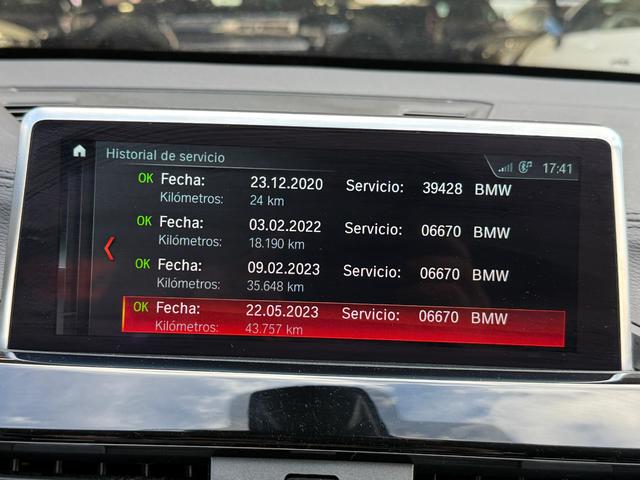 Historial de servicio
17:41
OK Fecha: 23.12.2020 Servicio: 39428 BMW
Kilómetros: 24 km
OK Fecha: 03.02.2022 Servicio: 06670 BMW
Kilómetros: 18.190 km
OK Fecha: 09.02.2023 Servicio: 06670 BMW
Kilómetros: 35.648 km
OK Fecha: 22.05.2023 Servicio: 06670 BMW
Kilómetros: 43.757 km